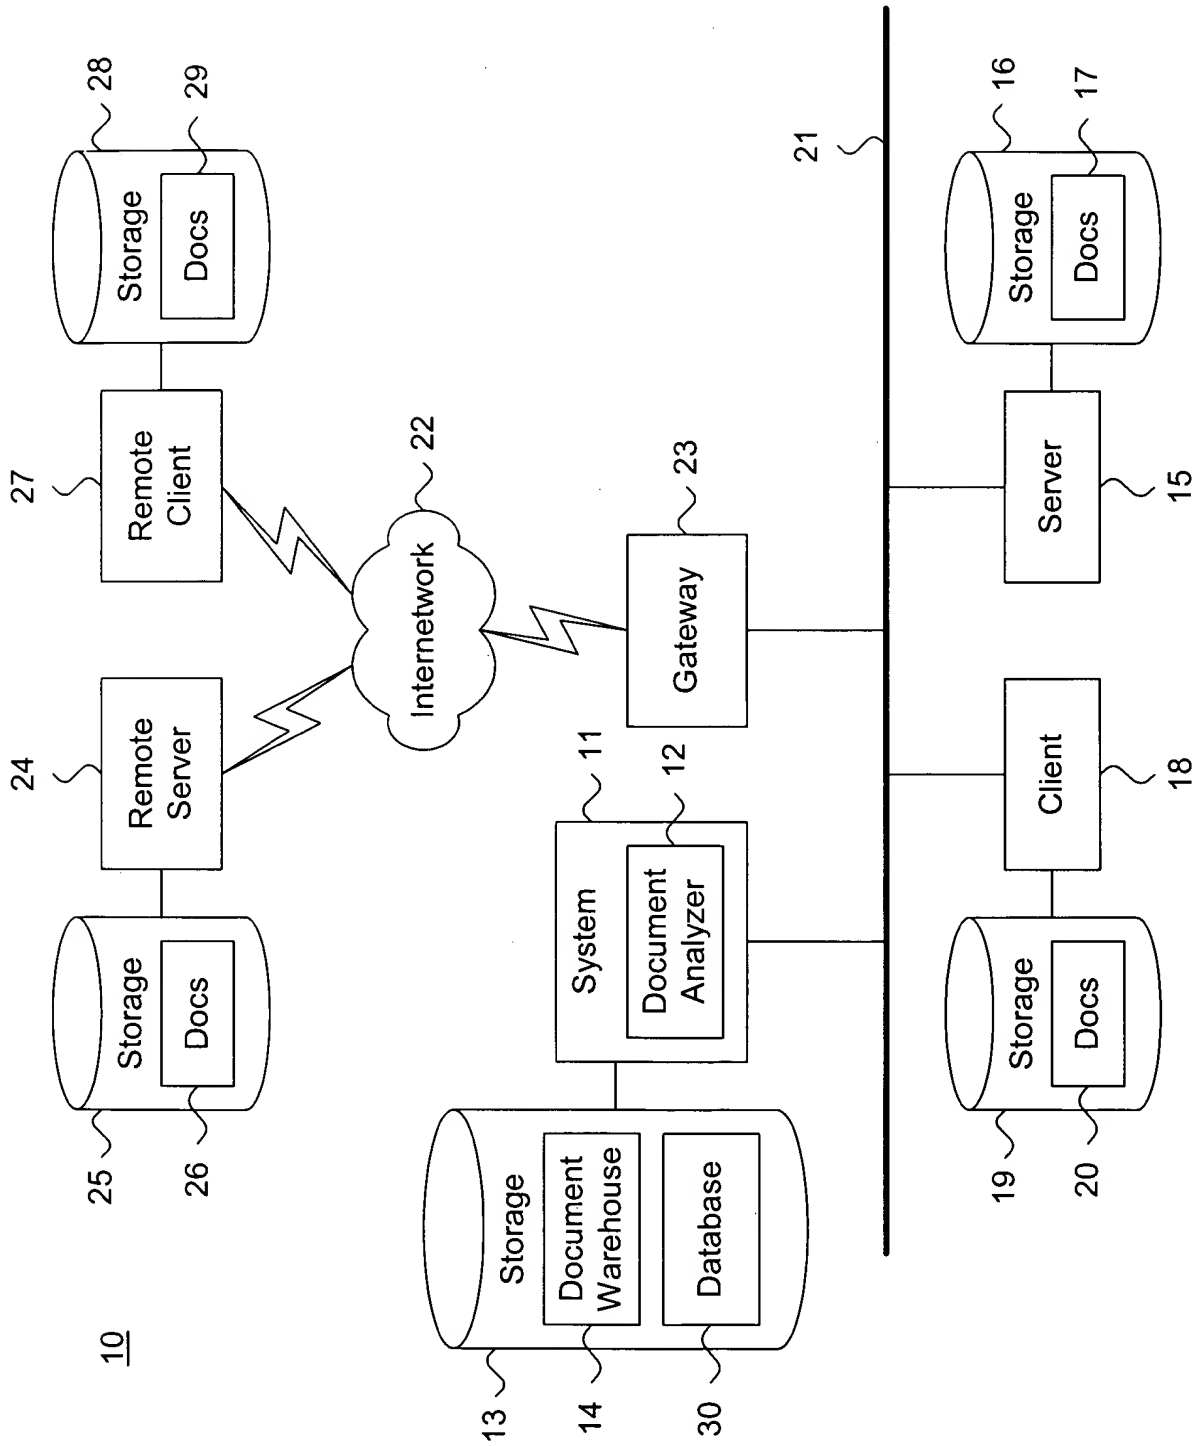 10
24
27
25
Storage
Remote
Server
Remote
Client
Storage
28
26
Docs
Docs
29
Internetwork
22
13
Storage
14
Document
Warehouse
30
Database
System
11
Document
Analyzer
12
Gateway
23
21
19
Storage
20
Docs
Client
18
Server
15
Storage
16
Docs
17